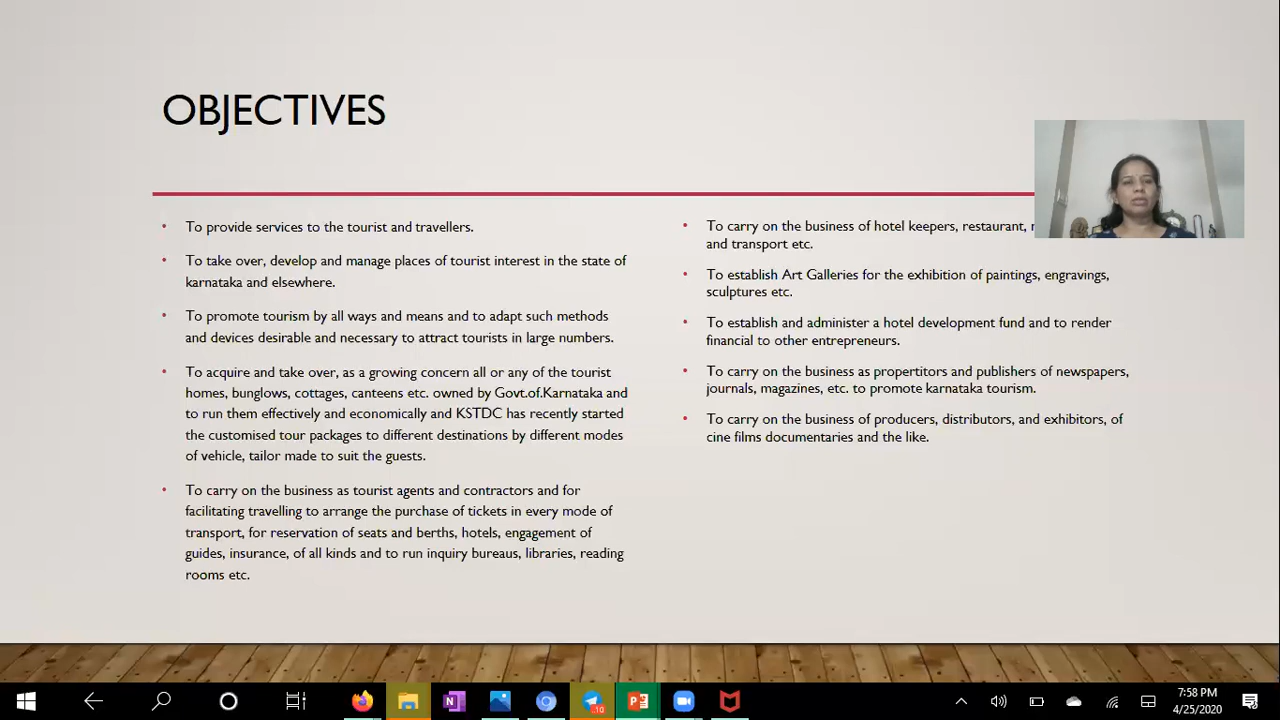 OBJECTIVES
• To provide services to the tourist and travellers.
• To take over, develop and manage places of tourist interest in the state of
karnataka and elsewhere.
• To promote tourism by all ways and means and to adapt such methods
and devices desirable and necessary to attract tourists in large numbers.
• To acquire and take over, as a growing concern all or any of the tourist
homes, bunglows, cottages, canteens etc. owned by Govt.of.Karnataka and
to run them effectively and economically and KSTDC has recently started
the customised tour packages to different destinations by different modes
of vehicle, tailor made to suit the guests.
• To carry on the business as tourist agents and contractors and for
facilitating travelling to arrange the purchase of tickets in every mode of
transport, for reservation of seats and berths, hotels, engagement of
guides, insurance, of all kinds and to run inquiry bureaus, libraries, reading
rooms etc.
• To carry on the business of hotel keepers, restaurant,
and transport etc.
• To establish Art Galleries for the exhibition of paintings, engravings,
sculptures etc.
• To establish and administer a hotel development fund and to render
financial to other entrepreneurs.
• To carry on the business as propertitors and publishers of newspapers,
journals, magazines, etc. to promote karnataka tourism.
• To carry on the business of producers, distributors, and exhibitors, of
cine films documentaries and the like.
10
7:58 PM
4/25/2020